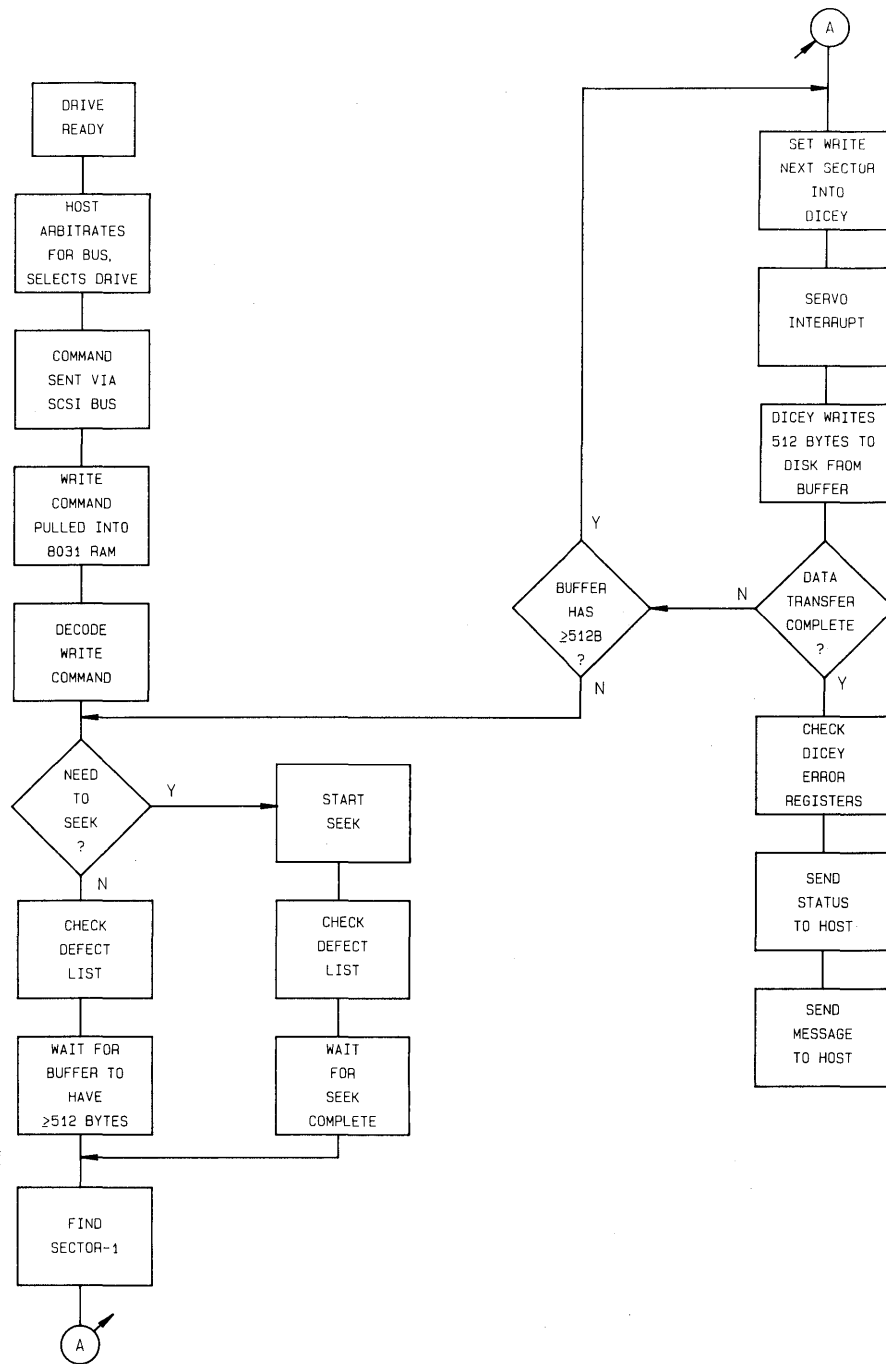 DRIVE
READY
HOST
ARBITRATES
FOR BUS,
SELECTS DRIVE
COMMAND
SENT VIA
SCSI BUS
WRITE
COMMAND
PULLED INTO
8031 RAM
DECODE
WRITE
COMMAND
NEED
TO
SEEK
?
Y
N
START
SEEK
CHECK
DEFECT
LIST
CHECK
DEFECT
LIST
WAIT FOR
BUFFER TO
HAVE
≥512 BYTES
WAIT
FOR
SEEK
COMPLETE
FIND
SECTOR-1
A
A
SET WRITE
NEXT SECTOR
INTO
DICEY
SERVO
INTERRUPT
DICEY WRITES
512 BYTES TO
DISK FROM
BUFFER
DATA
TRANSFER
COMPLETE
?
N
Y
BUFFER
HAS
≥512B
?
Y
N
CHECK
DICEY
ERROR
REGISTERS
SEND
STATUS
TO HOST
SEND
MESSAGE
TO HOST